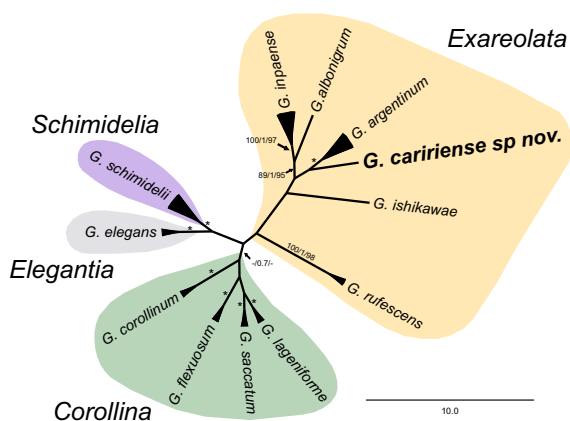 Exareolata
G. inpaense
G.albonigrum
G. argentinum
100/1/97
*
G. caririense sp nov.
89/1/95
Schimidelia
G. schimidelii
*
G. ishikawae
G. elegans
*
Elegantia
100/1/98
-/0.7/-
G. rufescens
G. corollinum
*
G. flexuosum
*
G. saccatum
*
G. lageniforme
*
Corollina
10.0